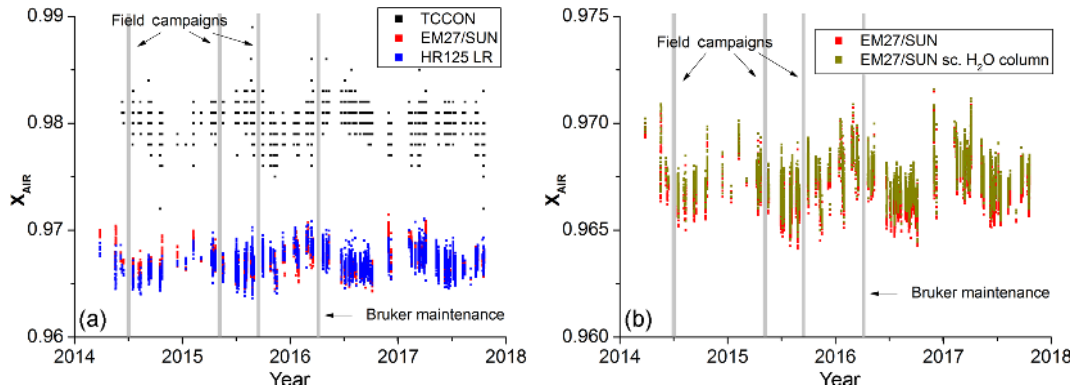 0.99
0.98
0.97
0.96
X_AIR
Field campaigns
TCCON
EM27/SUN
HR125 LR
(a)
Bruker maintenance
2014 2015 2016 2017 2018
Year
0.975
0.970
0.965
0.960
X_AIR
Field campaigns
EM27/SUN
EM27/SUN sc. H₂O column
(b)
Bruker maintenance
2014 2015 2016 2017 2018
Year